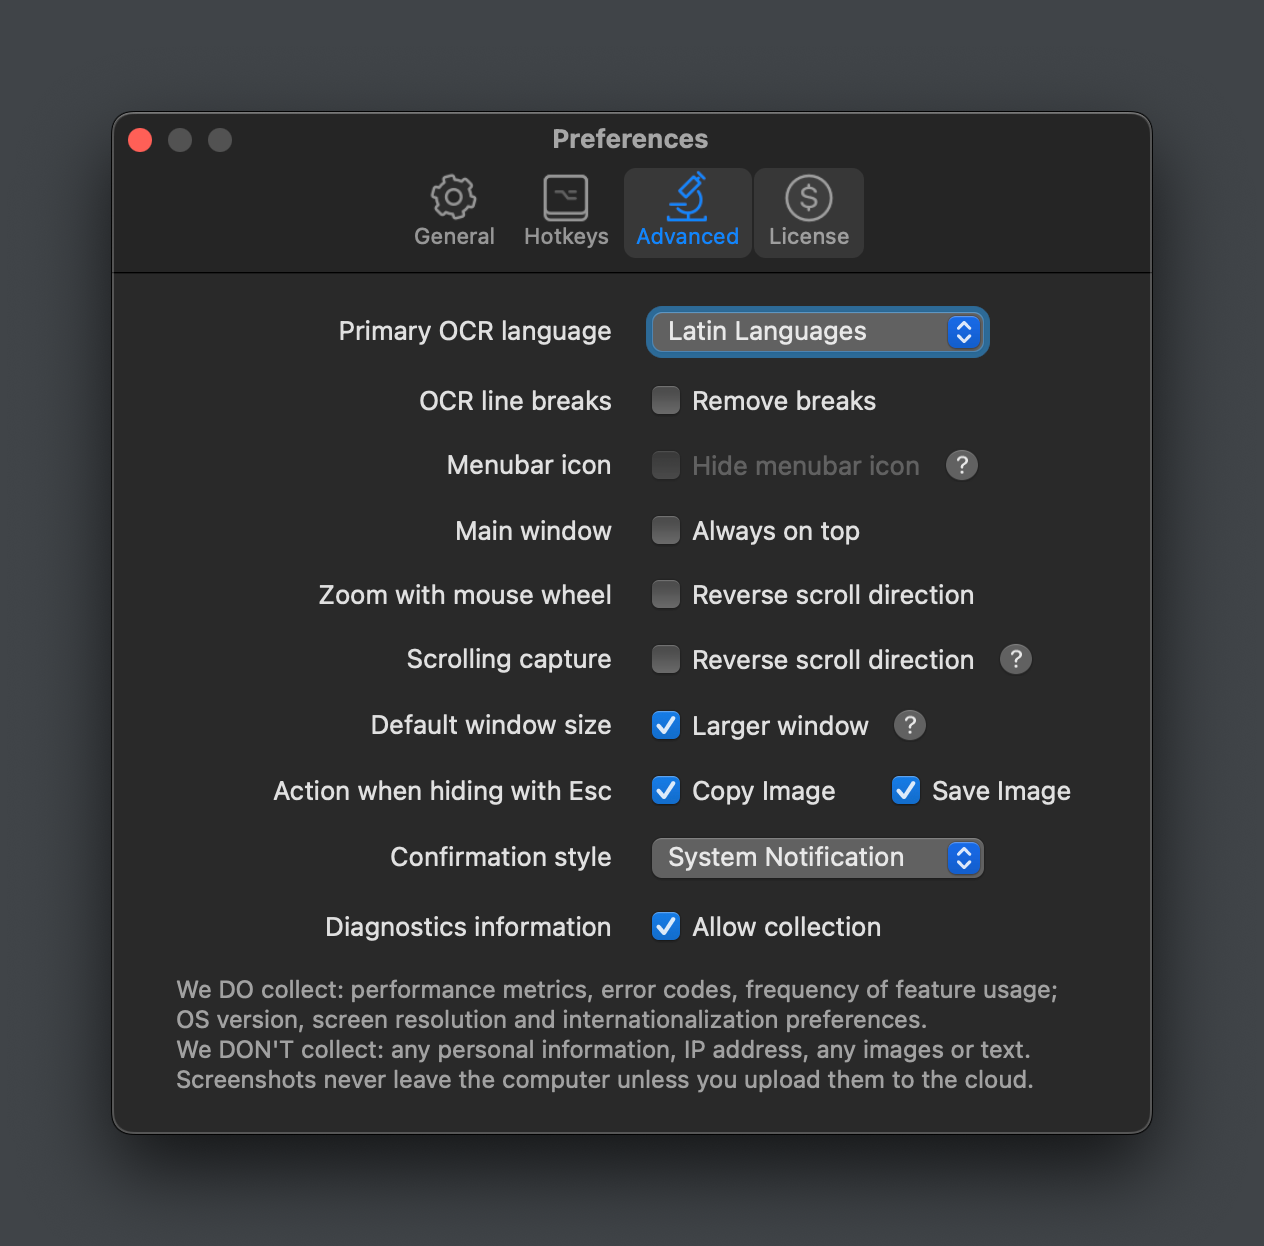 Preferences
General Hotkeys Advanced License
Primary OCR language Latin Languages
OCR line breaks Remove breaks
Menubar icon Hide menubar icon ?
Main window Always on top
Zoom with mouse wheel Reverse scroll direction
Scrolling capture Reverse scroll direction ?
Default window size Larger window ?
Action when hiding with Esc Copy Image Save Image
Confirmation style System Notification
Diagnostics information Allow collection
We DO collect: performance metrics, error codes, frequency of feature usage;
OS version, screen resolution and internationalization preferences.
We DON'T collect: any personal information, IP address, any images or text.
Screenshots never leave the computer unless you upload them to the cloud.